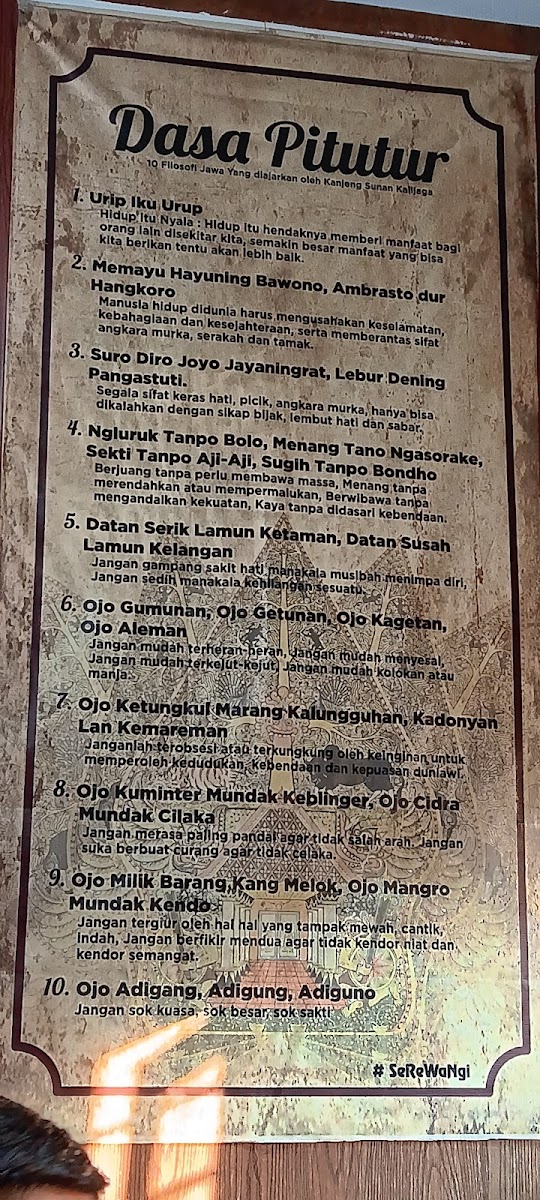 Dasa Pitutur
10 Filosofi Jawa Yang diajarkan oleh Kanjeng Sunan Kalijaga
1. Urip Iku Urup
Hidup itu Nyala : Hidup itu hendaknya memberi manfaat bagi
orang lain disekitar kita, semakin besar manfaat yang bisa
kita berikan tentu akan lebih baik.
2. Memayu Hayuning Bawono, Ambrasto dur
Hangkoro
Manusia hidup didunia harus mengusahakan keselamatan,
kebahagiaan dan kesejahteraan, serta memberantas sifat
angkara murka, serakah dan tamak.
3. Suro Diro Joyo Jayaningrat, Lebur Dening
Pangastuti.
Segala sifat keras hati, picik, angkara murka, hanya bisa
dikalahkan dengan sikap bijak, lembut hati dan sabar.
4. Ngluruk Tanpo Bolo, Menang Tano Ngasorake,
Sekti Tanpo Aji-Aji, Sugih Tanpo Bondho
Berjuang tanpa perlu membawa massa, Menang tanpa
merendahkan atau mempermalukan, Berwibawa tanpa
mengandalkan kekuatan, Kaya tanpa didasari kebendaan.
5. Datan Serik Lamun Ketaman, Datan Susah
Lamun Kelangan
Jangan gampang sakit hati manakala musibah menimpa diri,
Jangan sedih manakala kehilangan sesuatu.
6. Ojo Gumunan, Ojo Getunan, Ojo Kagetan,
Ojo Aleman
Jangan mudah terheran-heran, Jangan mudah menyesal,
Jangan mudah terkejut-kejut, Jangan mudah kolokan atau
manja.
7. Ojo Ketungkul Marang Kalungguhan, Kadonyan
Lan Kemareman
Janganlah terobsesi atau terkungkung oleh keinginan untuk
memperoleh kedudukan, kebendaan dan kepuasan duniawi.
8. Ojo Kuminter Mundak Keblinger, Ojo Cidra
Mundak Cilaka
Jangan merasa paling pandai agar tidak salah arah. Jangan
suka berbuat curang agar tidak celaka.
9. Ojo Milik Barang Kang Melok, Ojo Mangro
Mundak Kendo
Jangan tergiur oleh hal hal yang tampak mewah, cantik,
indah, Jangan berfikir mendua agar tidak kendor niat dan
kendor semangat.
10. Ojo Adigang, Adigung, Adiguno
Jangan sok kuasa, sok besar, sok sakti
# SeReWaNgi